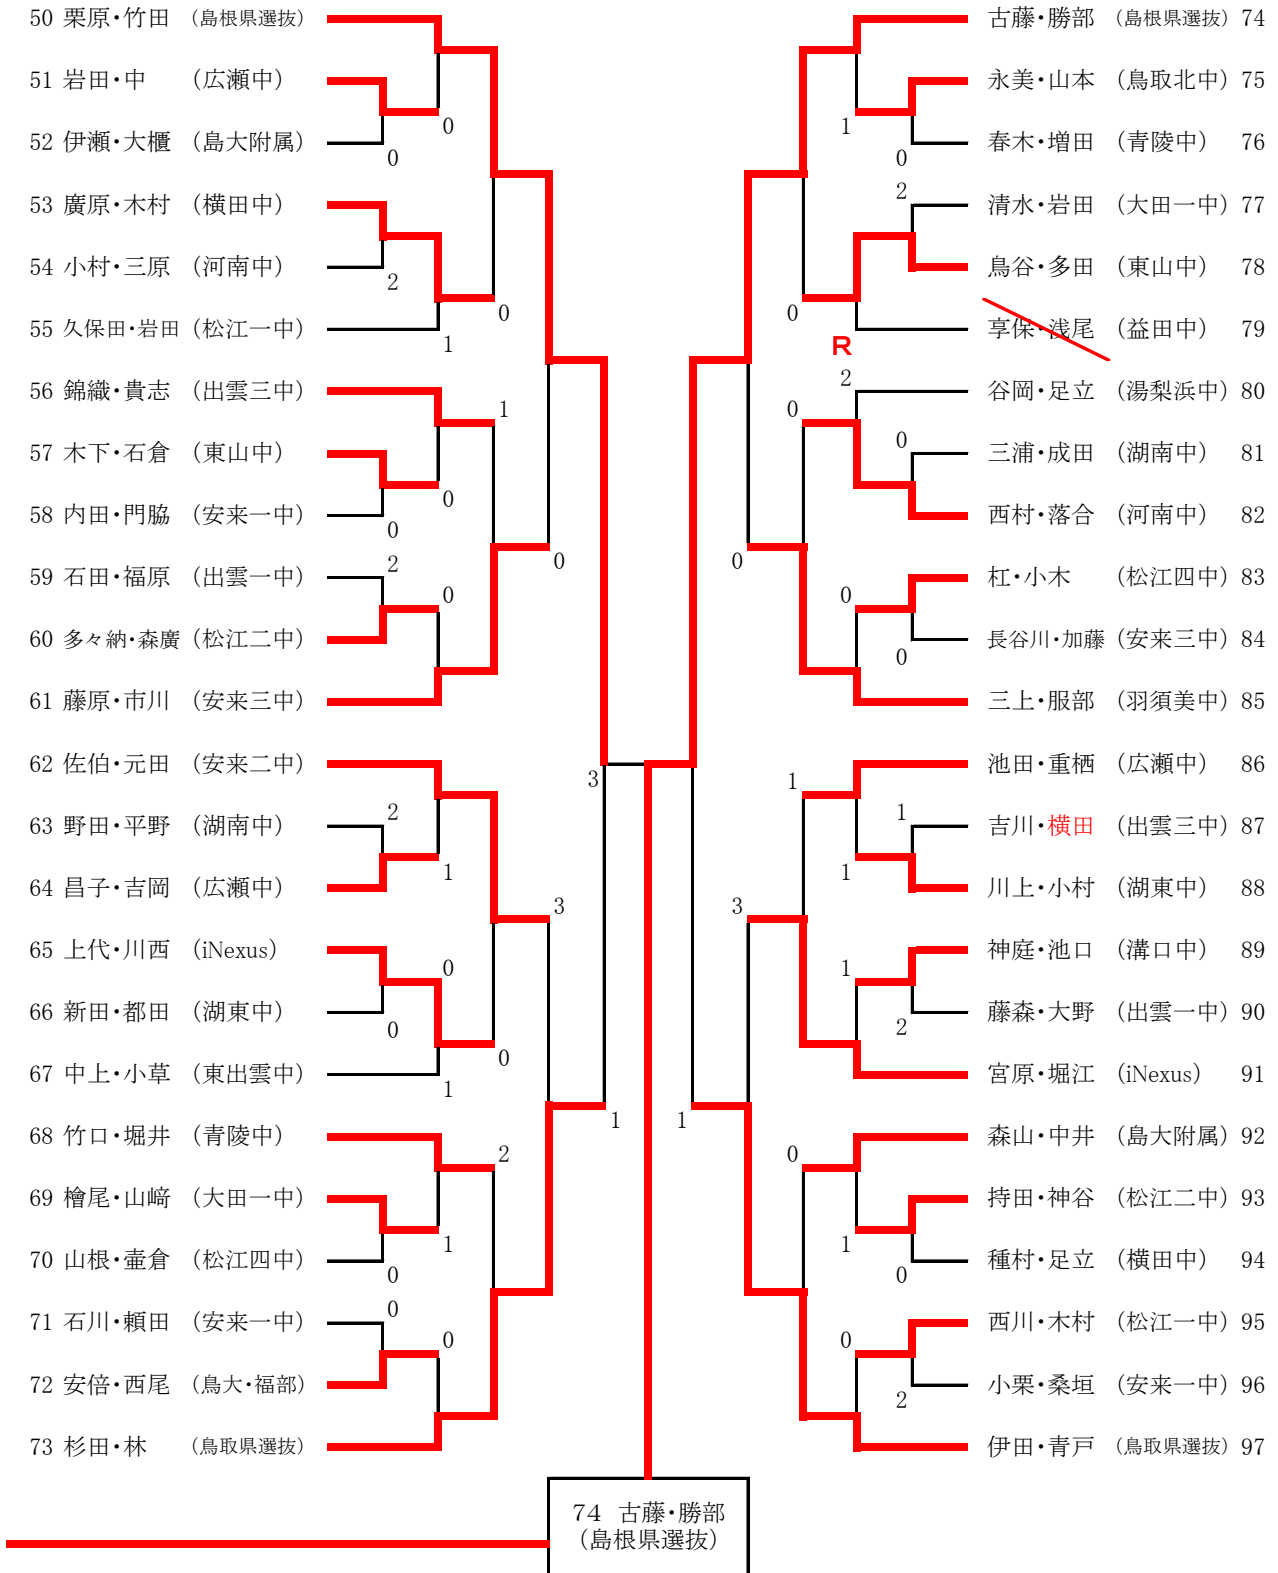 50 栗原・竹田 （島根県選抜）
51 岩田・中 （広瀬中）
0
52 伊瀬・大櫃 （島大附属）
0
53 廣原・木村 （横田中）
54 小村・三原 （河南中）
2
0
55 久保田・岩田（松江一中）
1
56 錦織・貴志 （出雲三中）
1
57 木下・石倉 （東山中）
0
58 内田・門脇 （安来一中）
0
0
59 石田・福原 （出雲一中）
2
0
60 多々納・森廣（松江二中）
61 藤原・市川 （安来三中）
62 佐伯・元田 （安来二中）
3
63 野田・平野 （湖南中）
2
64 昌子・吉岡 （広瀬中）
1
3
65 上代・川西 （iNexus）
0
66 新田・都田 （湖東中）
0
0
67 中上・小草 （東出雲中）
1
1
68 竹口・堀井 （青陵中）
2
69 檜尾・山﨑 （大田一中）
1
70 山根・壷倉 （松江四中）
0
71 石川・頼田 （安来一中）
0
0
72 安倍・西尾 （鳥大・福部）
73 杉田・林 （鳥取県選抜）
古藤・勝部 （島根県選抜） 74
永美・山本 （鳥取北中） 75
1
春木・増田 （青陵中） 76
0
2
清水・岩田 （大田一中） 77
鳥谷・多田 （東山中） 78
0
享保・浅尾 （益田中） 79
R
2
谷岡・足立 （湯梨浜中） 80
0
0
三浦・成田 （湖南中） 81
西村・落合 （河南中） 82
0
杠・小木 （松江四中） 83
0
長谷川・加藤（安来三中） 84
0
三上・服部 （羽須美中） 85
池田・重栖 （広瀬中） 86
1
1
吉川・横田 （出雲三中） 87
1
川上・小村 （湖東中） 88
3
神庭・池口 （溝口中） 89
1
藤森・大野 （出雲一中） 90
2
宮原・堀江 （iNexus） 91
1
森山・中井 （島大附属） 92
0
持田・神谷 （松江二中） 93
1
種村・足立 （横田中） 94
0
西川・木村 （松江一中） 95
0
小栗・桑垣 （安来一中） 96
2
伊田・青戸 （鳥取県選抜） 97
74 古藤・勝部
（島根県選抜）